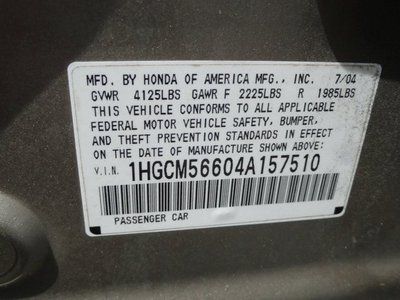 MFD. BY HONDA OF AMERICA MFG., INC. 7/04
GVWR 4125LBS GAWR F 2225LBS R 1985LBS
THIS VEHICLE CONFORMS TO ALL APPLICABLE
FEDERAL MOTOR VEHICLE SAFETY, BUMPER,
AND THEFT PREVENTION STANDARDS IN EFFECT
ON THE DATE OF MANUFACTURE SHOWN ABOVE.
V.I.N. 1HGCM56604A157510
PASSENGER CAR